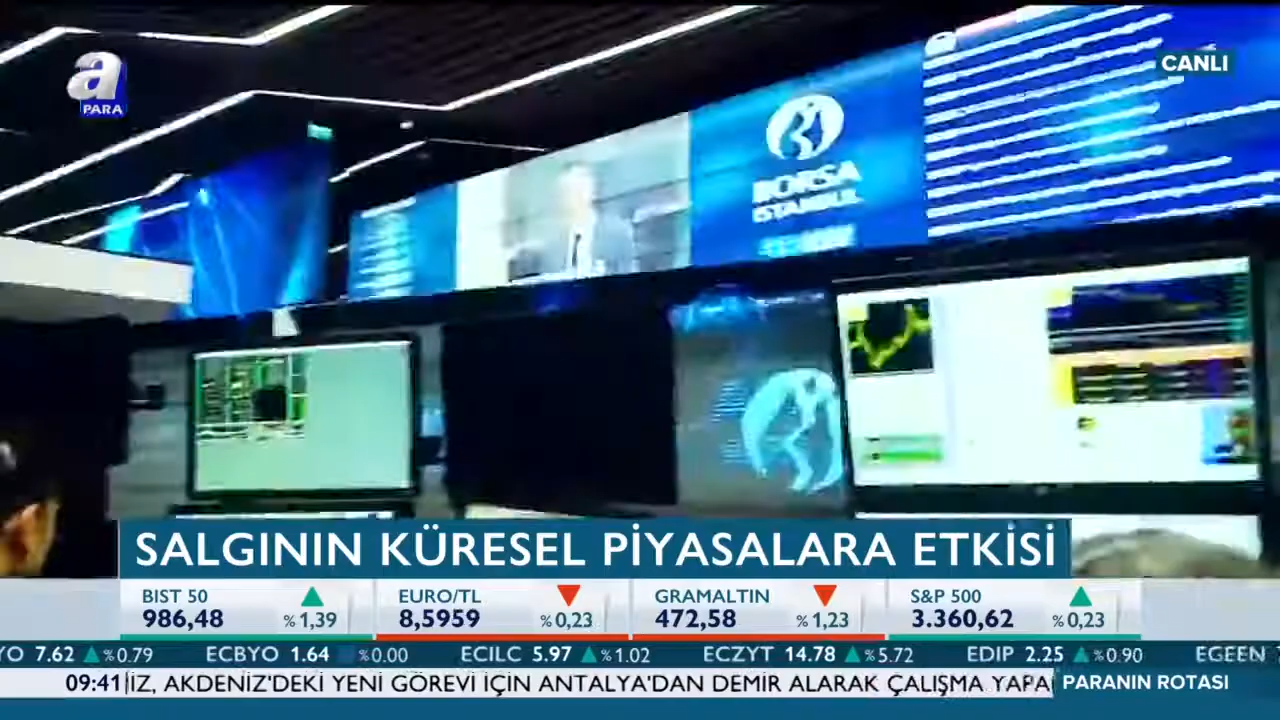 a
PARA
CANLI
BORSA
ISTANBUL
SALGININ KÜRESEL PİYASALARA ETKİSİ
BIST 50
986,48
%1,39
EURO/TL
8,5959
%0,23
GRAMALTIN
472,58
%1,23
S&P 500
3.360,62
%0,23
YO 7.62 %0.79 ECBYO 1.64 %0.00 ECILC 5.97 %1.02 ECZYT 14.78 %5.72 EDIP 2.25 %0.90 EGEEN
09:41 İZ, AKDENİZ'DEKİ YENİ GÖREVİ İÇİN ANTALYA'DAN DEMİR ALARAK ÇALIŞMA YAPA PARANIN ROTASI